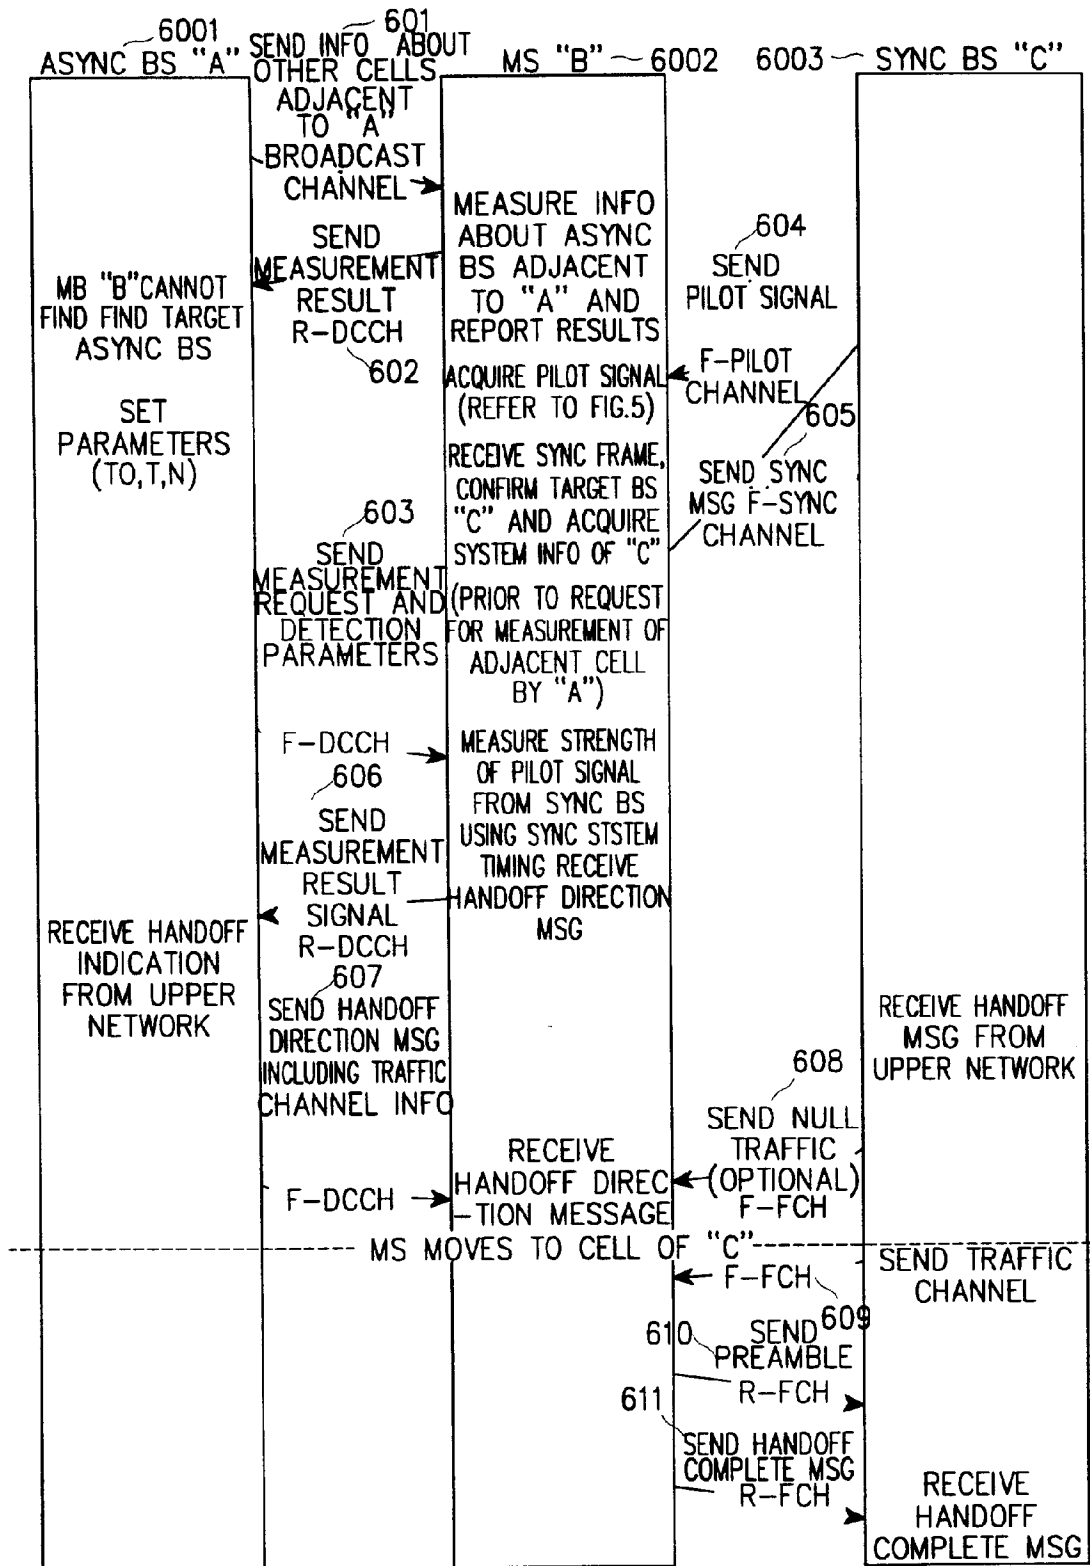 6001
ASYNC BS "A"
601
SEND INFO ABOUT
OTHER CELLS
ADJACENT
TO "A"
BROADCAST
CHANNEL
MS "B" 6002
6003 SYNC BS "C"
MEASURE INFO
ABOUT ASYNC
BS ADJACENT
TO "A" AND
REPORT RESULTS
SEND
MEASUREMENT
RESULT
R-DCCH
602
MB "B" CANNOT
FIND FIND TARGET
ASYNC BS
SET
PARAMETERS
(TO,T,N)
604
SEND
PILOT SIGNAL
F-PILOT
CHANNEL
ACQUIRE PILOT SIGNAL
(REFER TO FIG.5)
605
SEND SYNC
MSG F-SYNC
CHANNEL
RECEIVE SYNC FRAME,
CONFIRM TARGET BS
"C" AND ACQUIRE
SYSTEM INFO OF "C"
(PRIOR TO REQUEST
FOR MEASUREMENT OF
ADJACENT CELL
BY "A")
603
SEND
MEASUREMENT
REQUEST AND
DETECTION
PARAMETERS
F-DCCH
MEASURE STRENGTH
OF PILOT SIGNAL
FROM SYNC BS
USING SYNC STSTEM
TIMING RECEIVE
HANDOFF DIRECTION
MSG
606
SEND
MEASUREMENT
RESULT
SIGNAL
R-DCCH
RECEIVE HANDOFF
INDICATION
FROM UPPER
NETWORK
607
SEND HANDOFF
DIRECTION MSG
INCLUDING TRAFFIC
CHANNEL INFO
F-DCCH
RECEIVE HANDOFF
MSG FROM
UPPER NETWORK
608
SEND NULL
TRAFFIC
(OPTIONAL)
F-FCH
RECEIVE
HANDOFF DIREC
-TION MESSAGE
MS MOVES TO CELL OF "C"
SEND TRAFFIC
CHANNEL
F-FCH
609
610
SEND
PREAMBLE
R-FCH
611
SEND HANDOFF
COMPLETE MSG
R-FCH
RECEIVE
HANDOFF
COMPLETE MSG